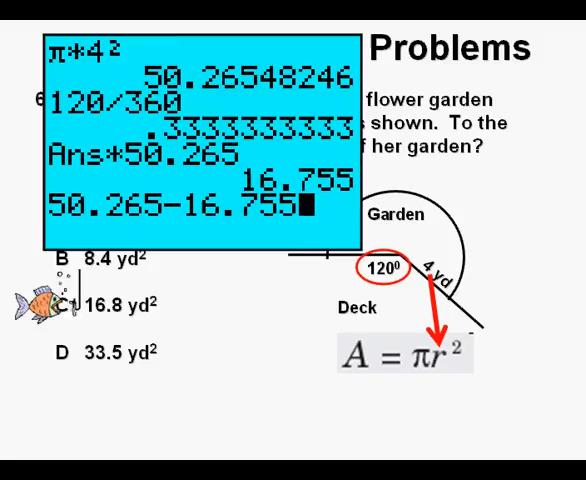 Problems
π*4²
50.26548246
120/360
.3333333333
Ans*50.265
16.755
50.265-16.755
flower garden
shown. To the
her garden?
Garden
120⁰
4 yd
Deck
B 8.4 yd²
C 16.8 yd²
D 33.5 yd²
A = πr²